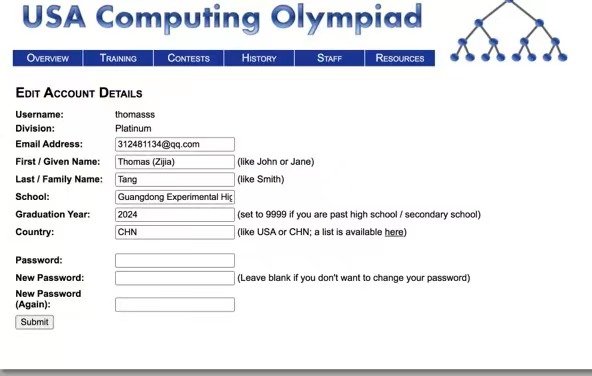 USA Computing Olympiad
OVERVIEW TRAINING CONTESTS HISTORY STAFF RESOURCES
EDIT ACCOUNT DETAILS
Username: thomasss
Division: Platinum
Email Address: 312481134@qq.com
First / Given Name: Thomas (Zijia) (like John or Jane)
Last / Family Name: Tang (like Smith)
School: Guangdong Experimental Hig
Graduation Year: 2024 (set to 9999 if you are past high school / secondary school)
Country: CHN (like USA or CHN; a list is available here)
Password:
New Password: (Leave blank if you don't want to change your password)
New Password
(Again):
Submit